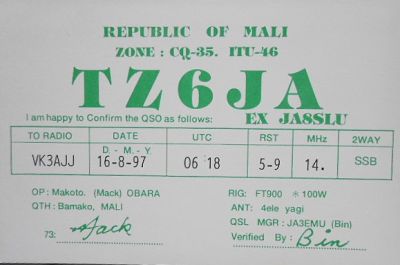 REPUBLIC OF MALI
ZONE : CQ-35. ITU-46
TZ6JA
I am happy to Confirm the QSO as follows: EX JA8SLU
TO RADIO DATE UTC RST MHz 2WAY
D. - M. - Y.
VK3AJJ 16-8-97 06 18 5-9 14. SSB
OP : Makoto. (Mack) OBARA RIG: FT900 ※100W
QTH : Bamako, MALI ANT: 4ele yagi
QSL MGR : JA3EMU (Bin)
73: Verified By : Bin